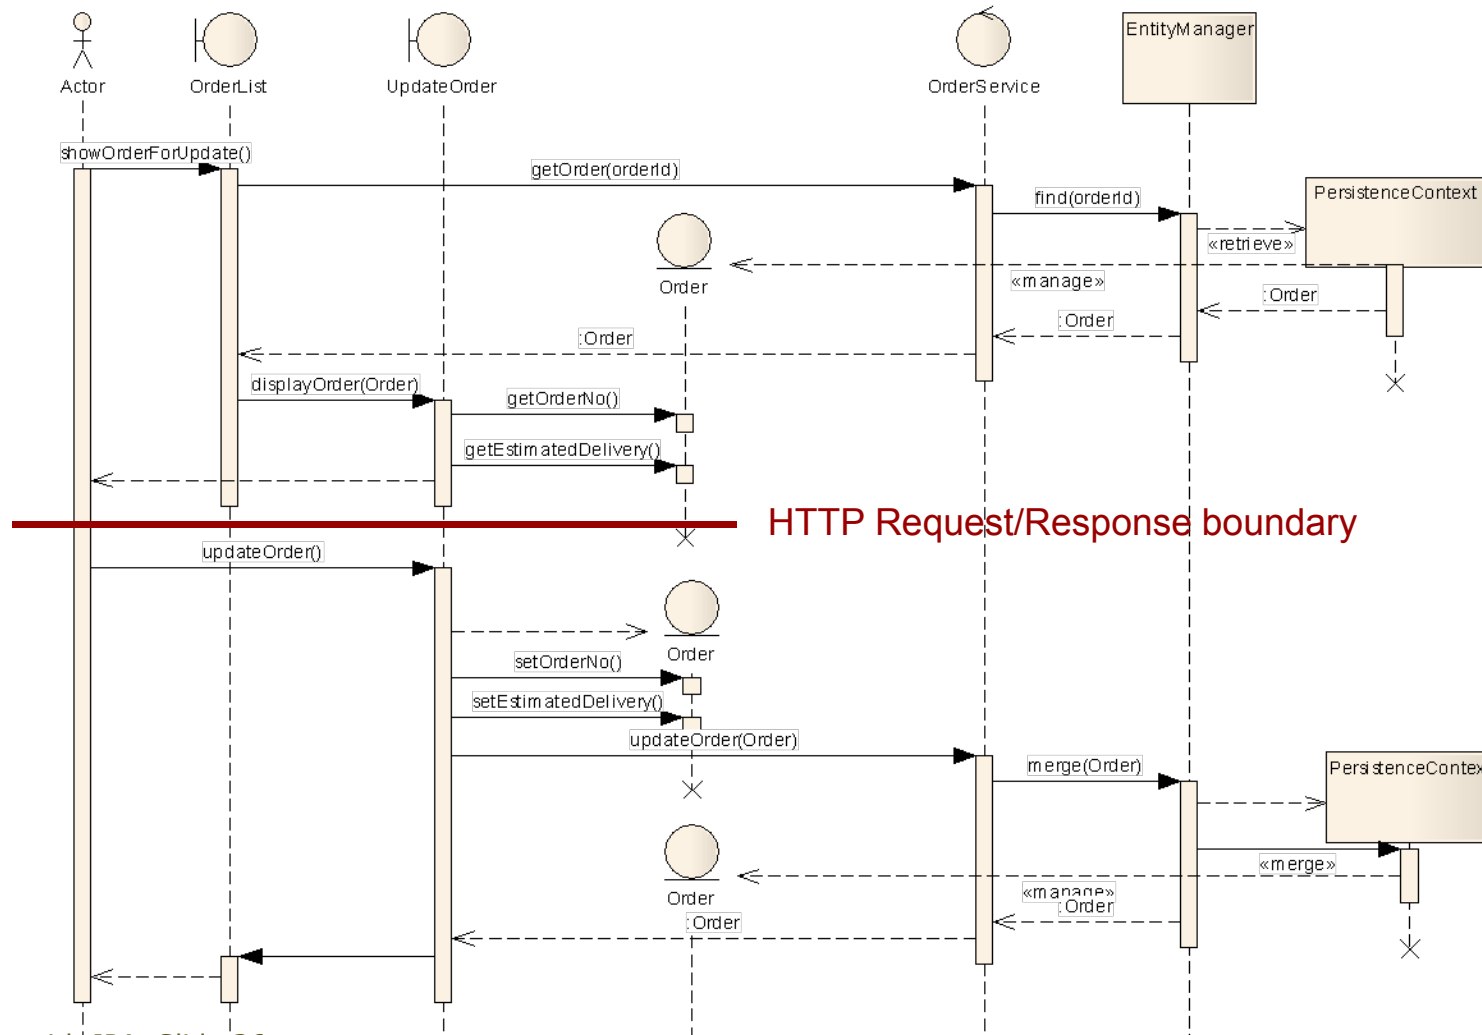 EntityManager
Actor
OrderList
UpdateOrder
OrderService
showOrderForUpdate()
getOrder(orderId)
find(orderId)
PersistenceContext
«retrieve»
Order
«manage»
:Order
:Order
:Order
displayOrder(Order)
getOrderNo()
getEstimatedDelivery()
HTTP Request/Response boundary
updateOrder()
Order
setOrderNo()
setEstimatedDelivery()
updateOrder(Order)
merge(Order)
PersistenceContex
«merge»
Order
«manage»
:Order
:Order